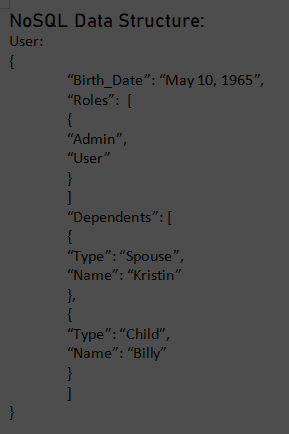 NoSQL Data Structure:
User:
{
“Birth_Date”: “May 10, 1965”,
“Roles”: [
{
“Admin”,
“User”
}
]
“Dependents”: [
{
“Type”: “Spouse”,
“Name”: “Kristin”
},
{
“Type”: “Child”,
“Name”: “Billy”
}
]
}